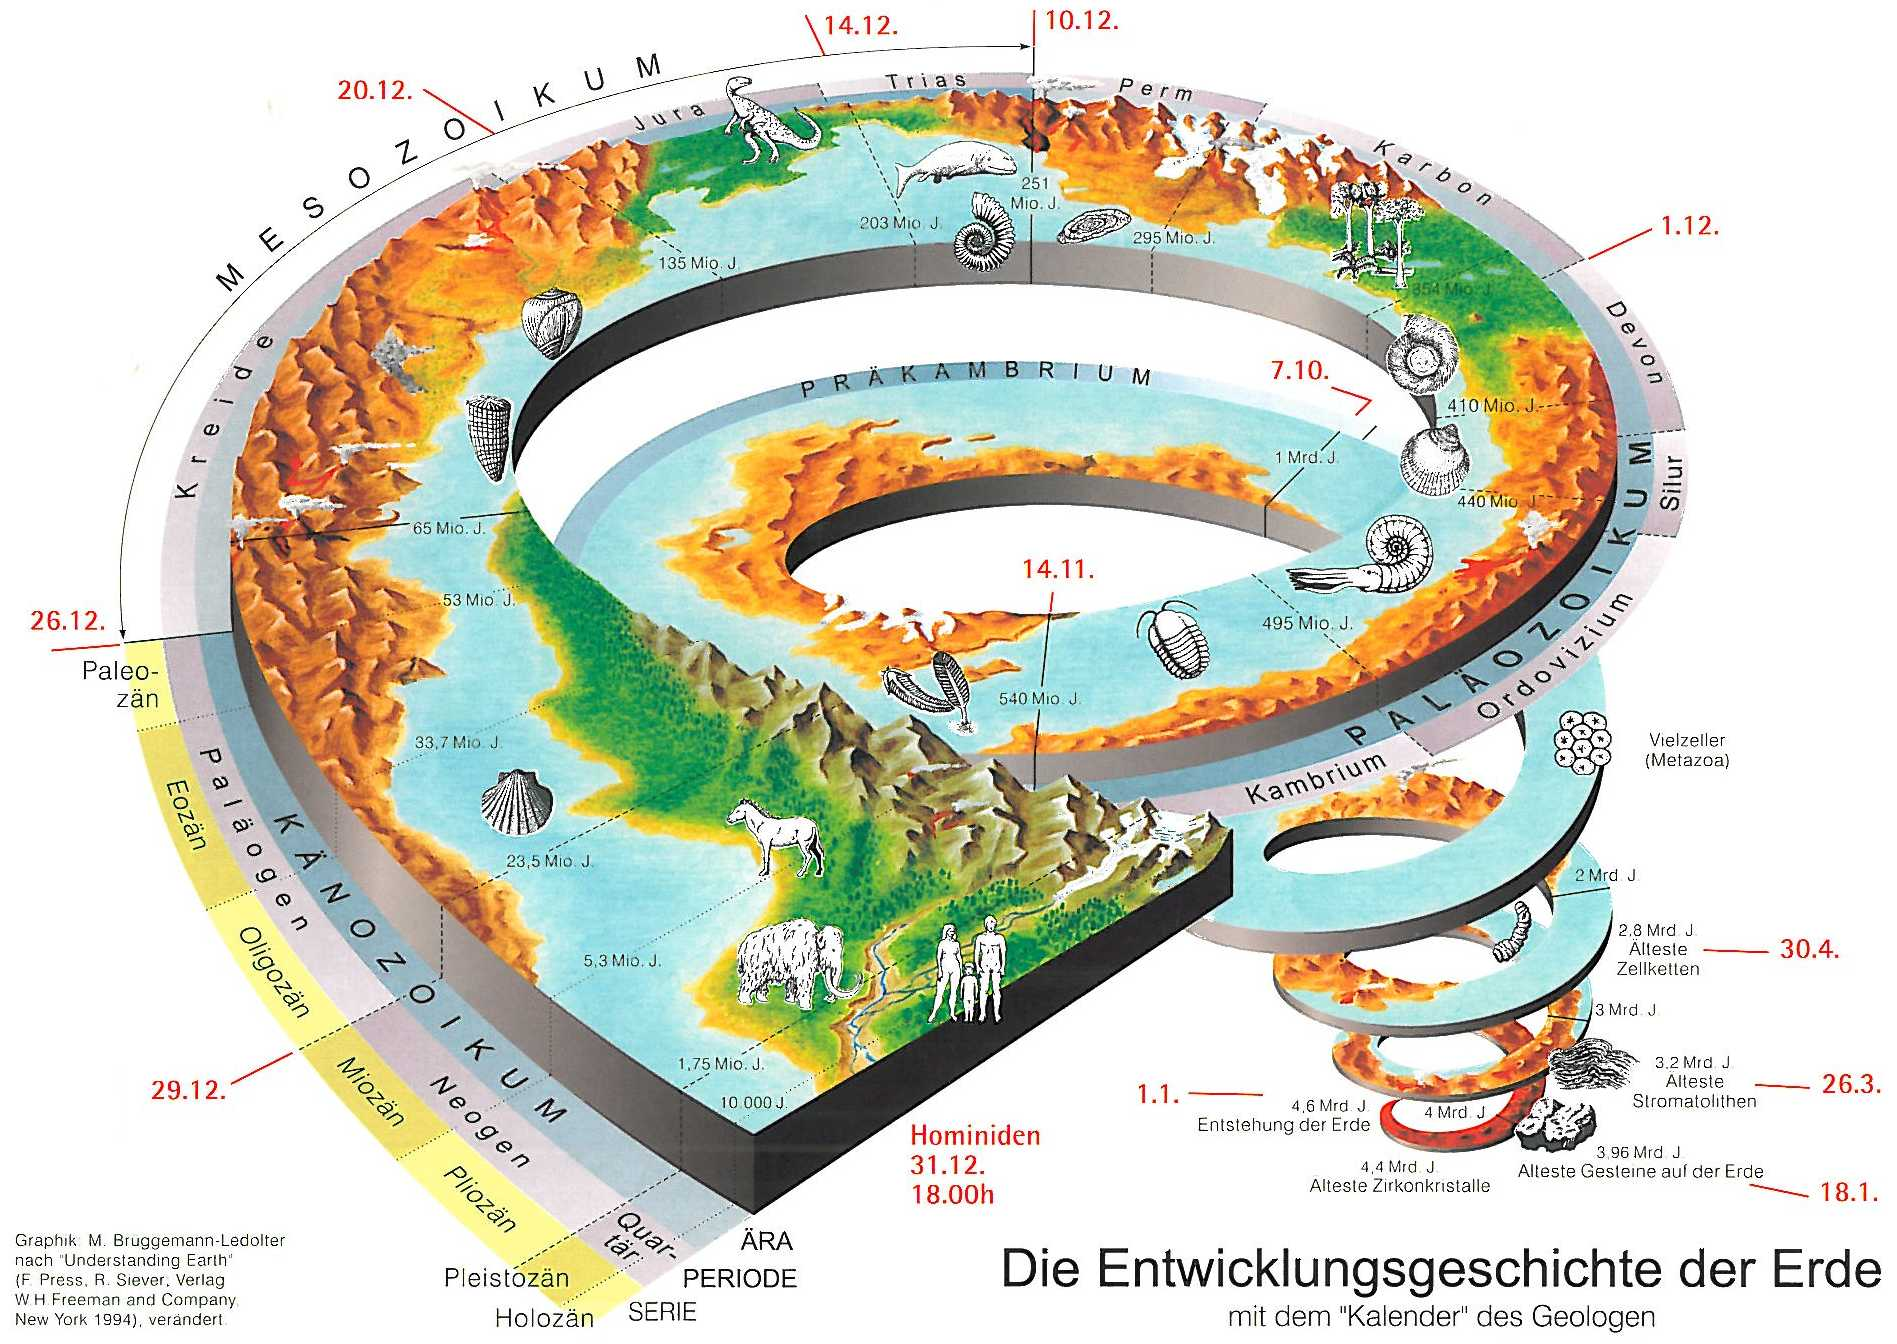 14.12.
10.12.
20.12.
MESOZOIKUM
Trias
Perm
Jura
Karbon
1.12.
251
Mio. J.
203 Mio. J.
295 Mio. J.
135 Mio. J.
354 Mio. J.
Devon
Kreide
PRÄKAMBRIUM
7.10.
410 Mio. J.
1 Mrd. J.
Silur
440 Mio. J.
65 Mio. J.
PALÄOZOIKUM
14.11.
53 Mio. J.
495 Mio. J.
Ordovizium
26.12.
Paleo-
zän
540 Mio. J.
33,7 Mio. J.
Kambrium
Vielzeller
(Metazoa)
Eozän
Paläogen
KÄNOZOIKUM
23,5 Mio. J.
2 Mrd. J.
2,8 Mrd. J.
Älteste
Zellketten
30.4.
Oligozän
5,3 Mio. J.
3 Mrd. J.
29.12.
Miozän
Neogen
1,75 Mio. J.
10.000 J.
3,2 Mrd. J.
Älteste
Stromatolithen
26.3.
1.1.
4,6 Mrd. J.
Entstehung der Erde
4 Mrd. J.
Hominiden
31.12.
18.00h
3,96 Mrd. J.
Älteste Gesteine auf der Erde
4,4 Mrd. J.
Älteste Zirkonkristalle
18.1.
Pliozän
Quar-
tär
ÄRA
Pleistozän
PERIODE
Holozän
SERIE
Graphik: M. Bruggemann-Ledolter
nach "Understanding Earth"
(F. Press, R. Siever, Verlag
W.H Freeman and Company,
New York 1994), verändert.
Die Entwicklungsgeschichte der Erde
mit dem "Kalender" des Geologen